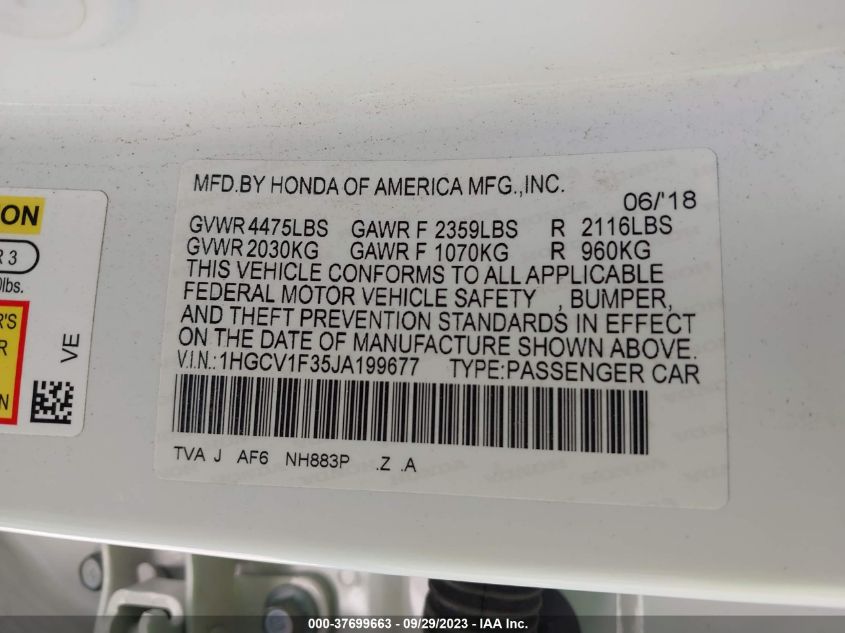 MFD.BY HONDA OF AMERICA MFG.,INC.
06/'18
GVWR 4475LBS GAWR F 2359LBS R 2116LBS
GVWR 2030KG GAWR F 1070KG R 960KG
THIS VEHICLE CONFORMS TO ALL APPLICABLE
FEDERAL MOTOR VEHICLE SAFETY , BUMPER,
AND THEFT PREVENTION STANDARDS IN EFFECT
ON THE DATE OF MANUFACTURE SHOWN ABOVE.
V.I.N.:1HGCV1F35JA199677 TYPE:PASSENGER CAR
TVA J AF6 NH883P .Z .A
ION
R 3
lbs.
R'S
R
N
VE
000-37699663 - 09/29/2023 - IAA Inc.